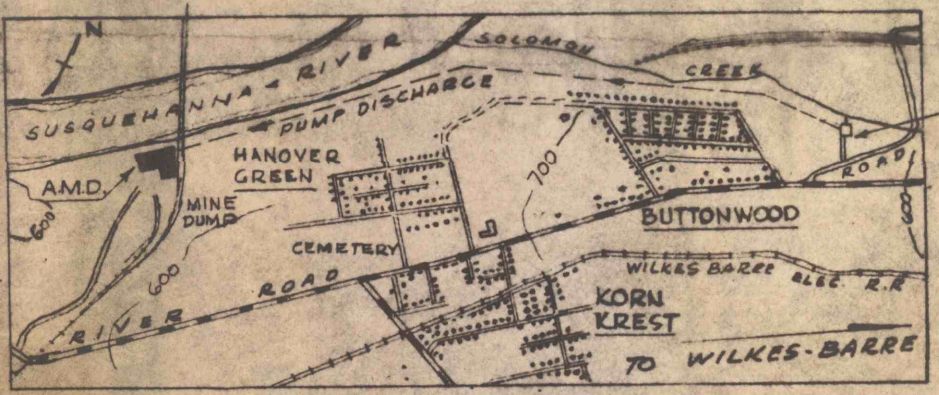 N
SOLOMON
CREEK
SUSQUEHANNA RIVER
PUMP DISCHARGE
HANOVER
GREEN
A.M.D.
MINE
DUMP
600
700
ROAD
BUTTONWOOD
CEMETERY
600
WILKES BARRE ELEC. R.R
RIVER ROAD
KORN
KREST
TO WILKES-BARRE